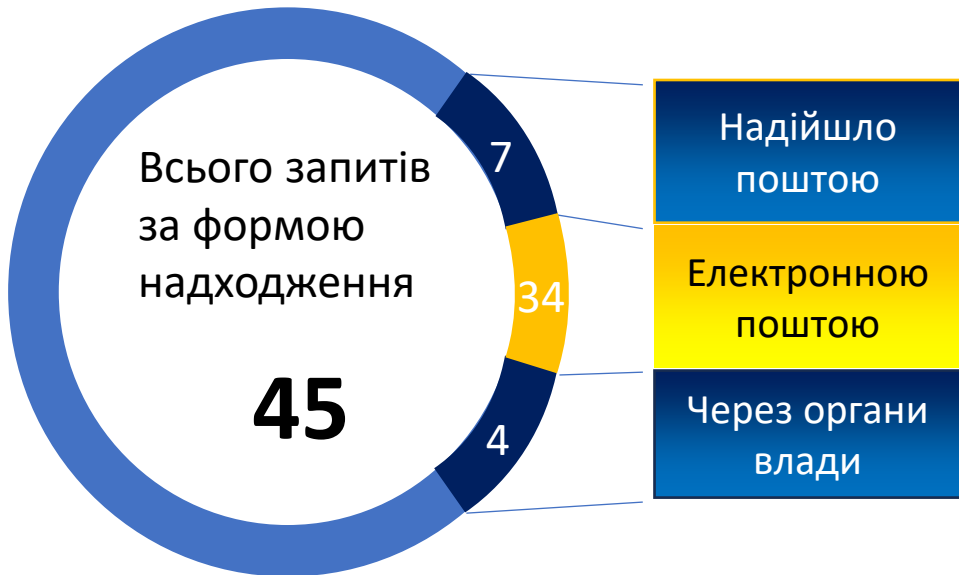 Всього запитів
за формою
надходження
45
7
34
4
Надійшло
поштою
Електронною
поштою
Через органи
влади